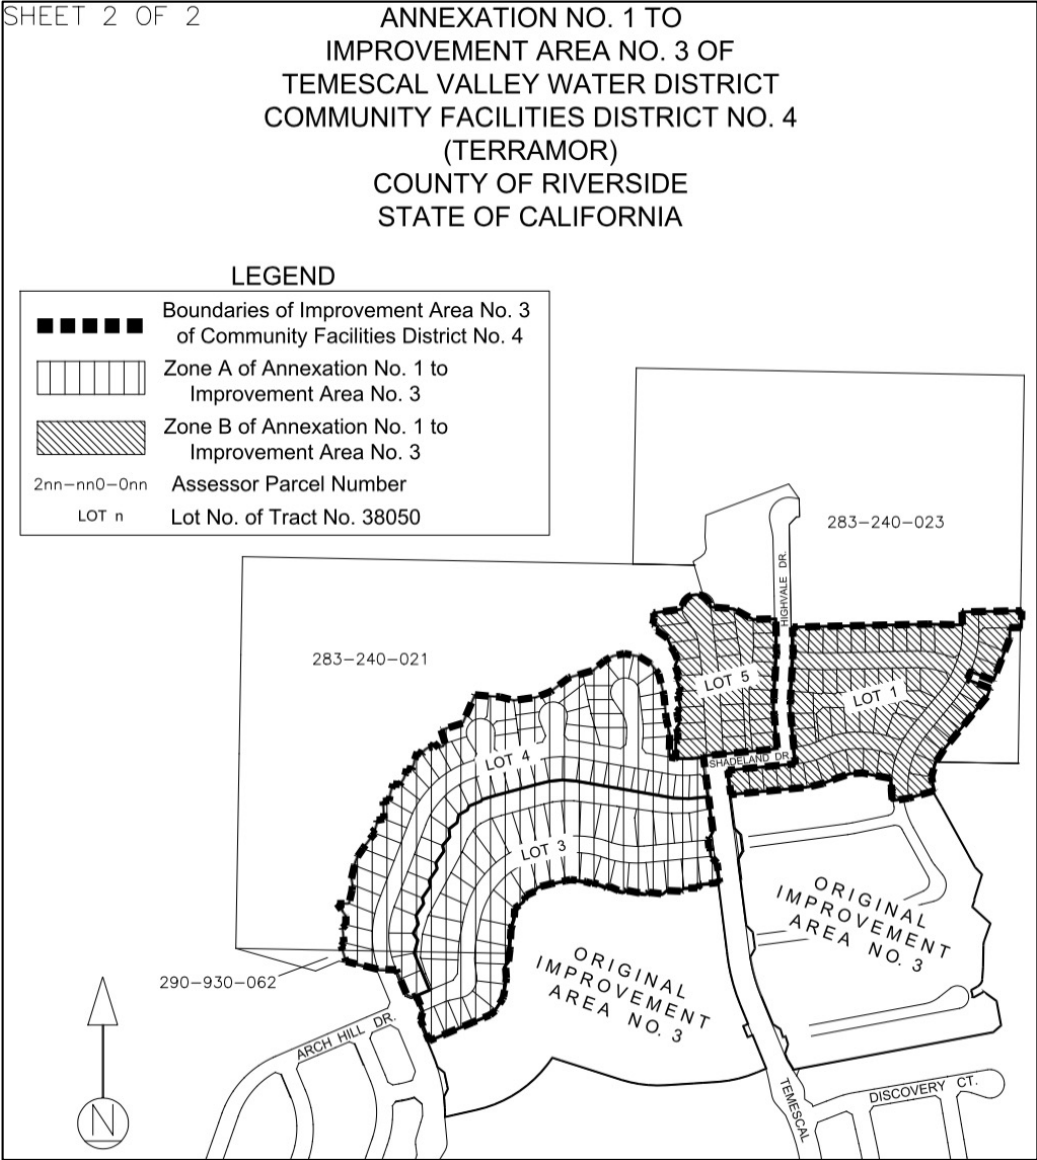 SHEET 2 OF 2
ANNEXATION NO. 1 TO
IMPROVEMENT AREA NO. 3 OF
TEMESCAL VALLEY WATER DISTRICT
COMMUNITY FACILITIES DISTRICT NO. 4
(TERRAMOR)
COUNTY OF RIVERSIDE
STATE OF CALIFORNIA
LEGEND
Boundaries of Improvement Area No. 3
of Community Facilities District No. 4
Zone A of Annexation No. 1 to
Improvement Area No. 3
Zone B of Annexation No. 1 to
Improvement Area No. 3
2nn-nn0-0nn Assessor Parcel Number
LOT n Lot No. of Tract No. 38050
283-240-023
HIGHVALE DR.
283-240-021
LOT 5
LOT 1
LOT 4
SHADELAND DR.
LOT 3
ORIGINAL
IMPROVEMENT
AREA NO. 3
ORIGINAL
IMPROVEMENT
AREA NO. 3
290-930-062
ARCH HILL DR.
TEMESCAL
DISCOVERY CT.
N